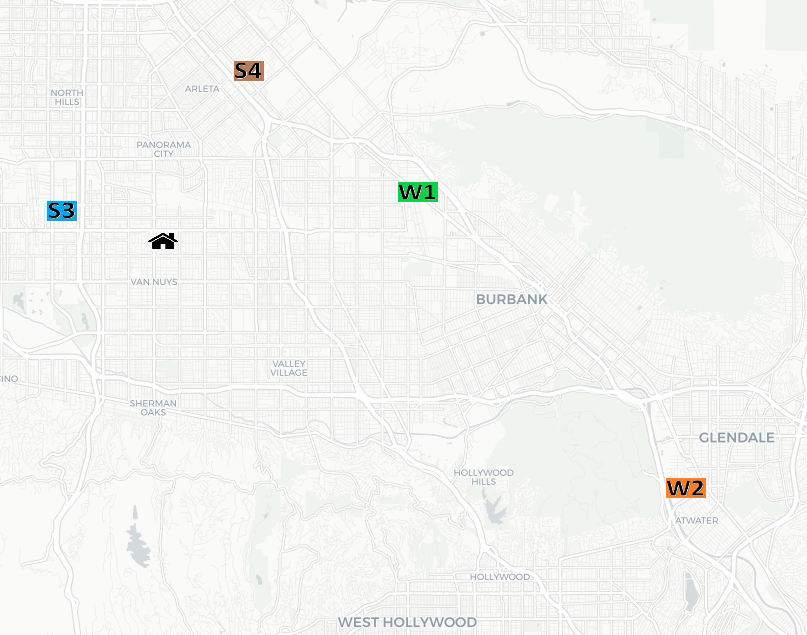 S4
ARLETA
NORTH
HILLS
PANORAMA
CITY
W1
S3
VAN NUYS
BURBANK
VALLEY
VILLAGE
INO
SHERMAN
OAKS
GLENDALE
HOLLYWOOD
HILLS
W2
ATWATER
HOLLYWOOD
WEST HOLLYWOOD